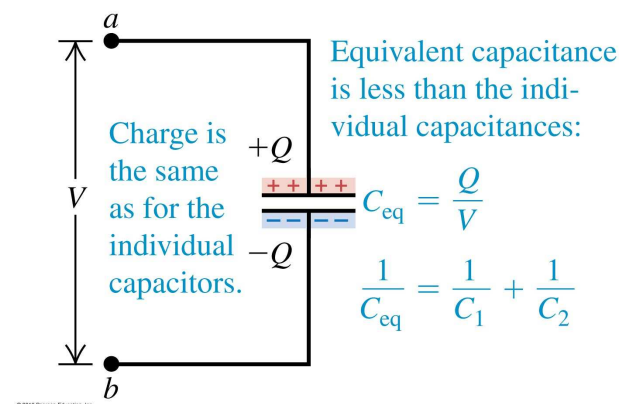 a
Equivalent capacitance
is less than the indi-
vidual capacitances:
Charge is
the same
as for the
individual
capacitors.
+Q
++ ++
V
−− −−
−Q
C_eq = Q/V
1/C_eq = 1/C_1 + 1/C_2
b